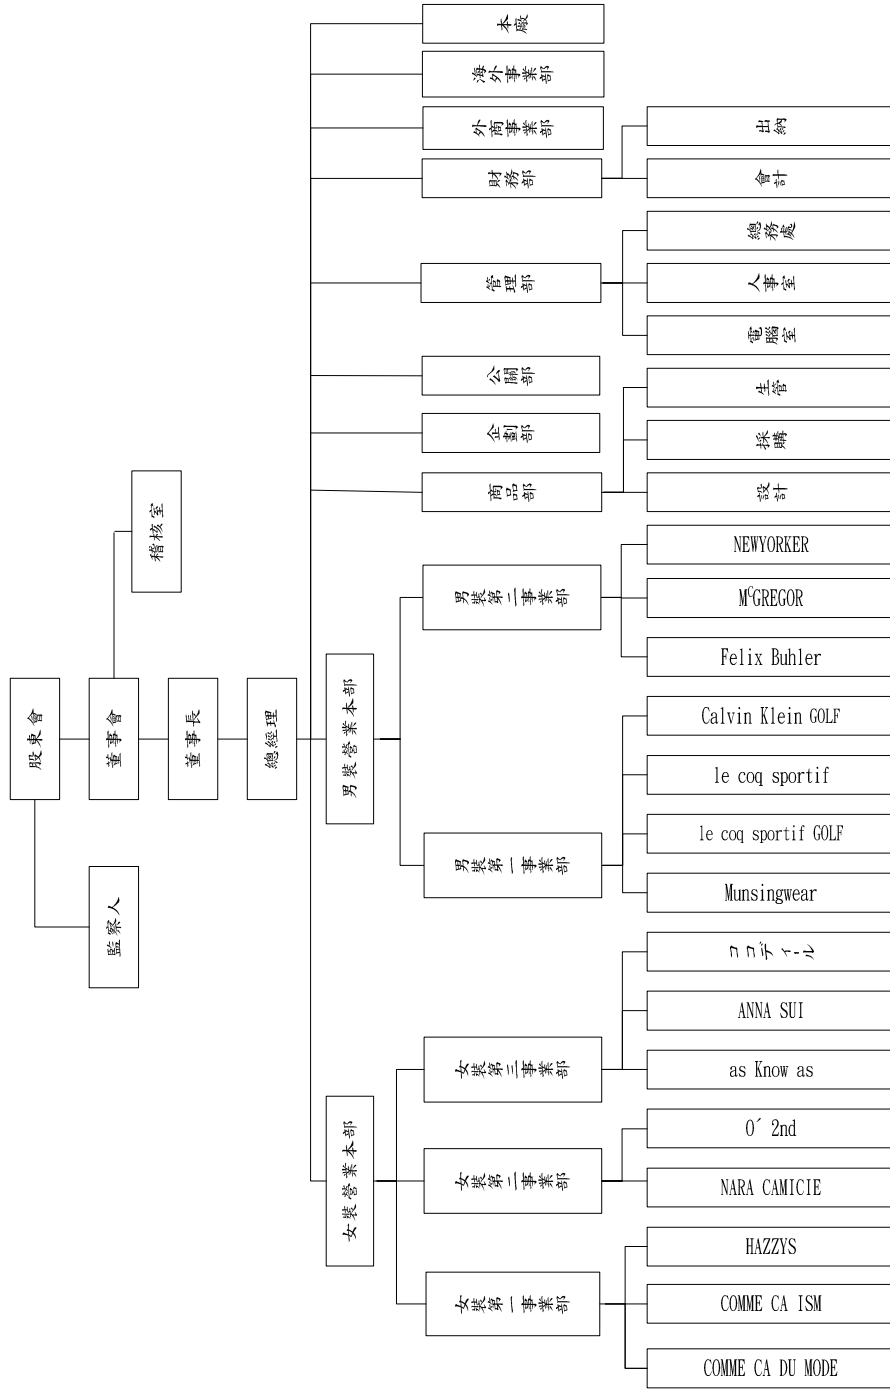 股東會
監察人
董事會
稽核室
董事長
總經理
女裝營業本部
男裝營業本部
女裝第一事業部
女裝第二事業部
女裝第三事業部
男裝第一事業部
男裝第二事業部
商品部
企劃部
公關部
管理部
財務部
外商事業部
海外事業部
本廠
COMME CA DU MODE
COMME CA ISM
HAZZYS
NARA CAMICIE
O´ 2nd
as Know as
ANNA SUI
ココディール
Munsingwear
le coq sportif GOLF
le coq sportif
Calvin Klein GOLF
Felix Buhler
MCGREGOR
NEWYORKER
設計
採購
生管
電腦室
人事室
總務處
會計
出納